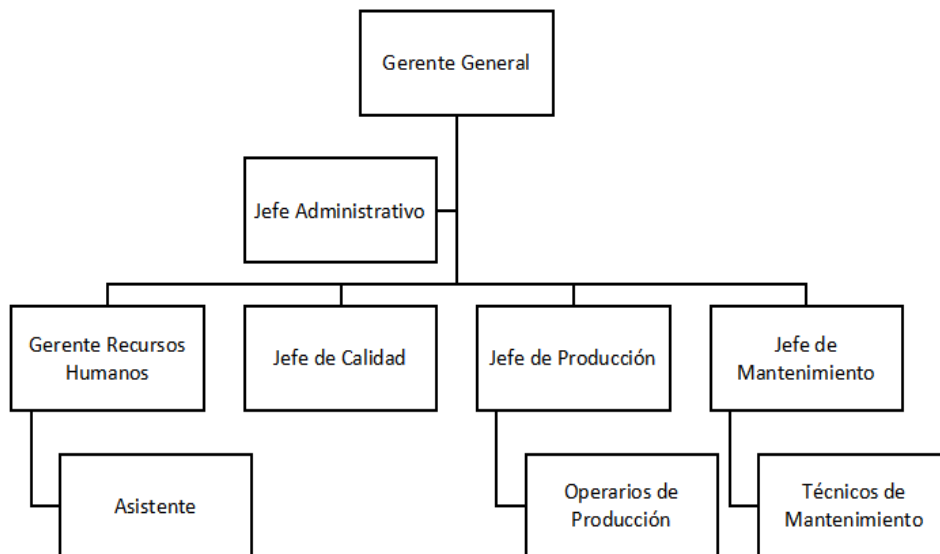 Gerente General
Jefe Administrativo
Gerente Recursos
Humanos
Jefe de Calidad
Jefe de Producción
Jefe de
Mantenimiento
Asistente
Operarios de
Producción
Técnicos de
Mantenimiento